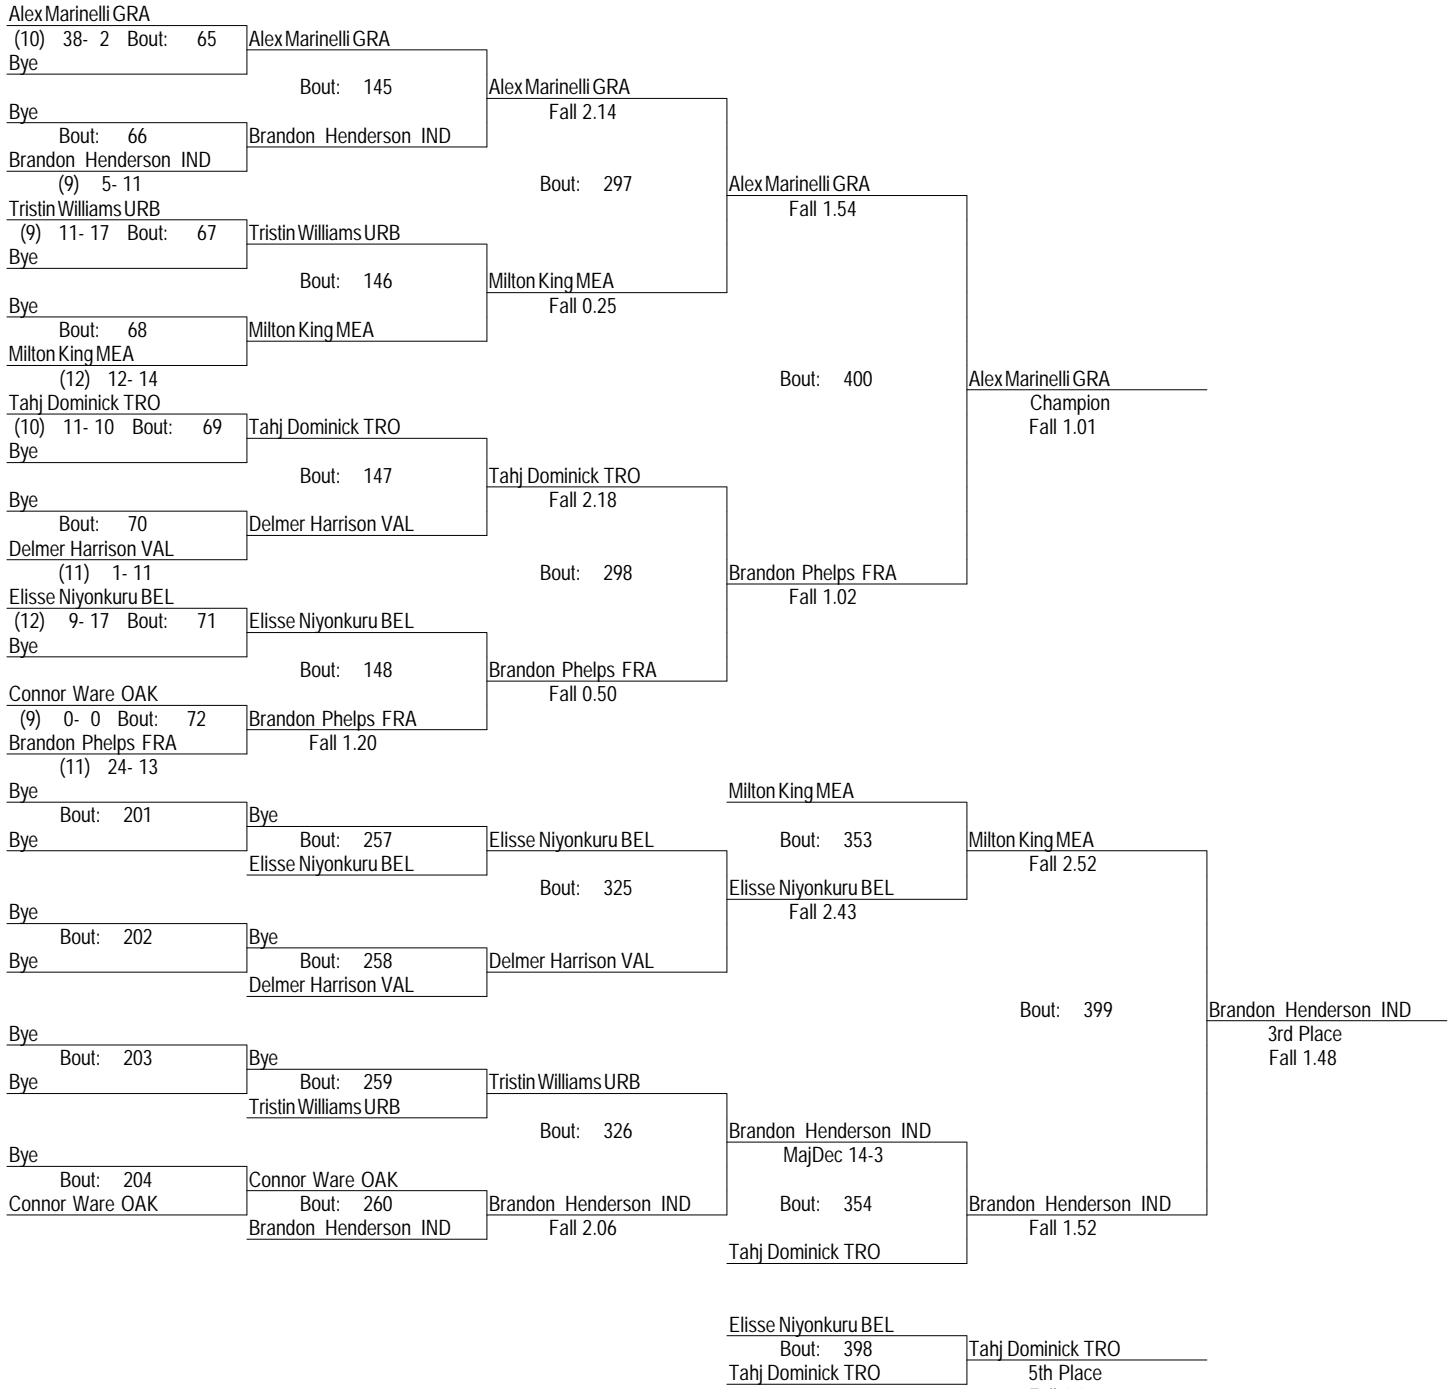 Alex Marinelli GRA
(10) 38- 2 Bout: 65 Alex Marinelli GRA
Bye
Bout: 145 Alex Marinelli GRA
Bye Fall 2.14
Bout: 66 Brandon Henderson IND
Brandon Henderson IND
(9) 5- 11 Bout: 297 Alex Marinelli GRA
Tristin Williams URB Fall 1.54
(9) 11- 17 Bout: 67 Tristin Williams URB
Bye
Bout: 146 Milton King MEA
Bye Fall 0.25
Bout: 68 Milton King MEA
Milton King MEA
(12) 12- 14 Bout: 400 Alex Marinelli GRA
Tahj Dominick TRO Champion
(10) 11- 10 Bout: 69 Tahj Dominick TRO Fall 1.01
Bye
Bout: 147 Tahj Dominick TRO
Bye Fall 2.18
Bout: 70 Delmer Harrison VAL
Delmer Harrison VAL
(11) 1- 11 Bout: 298 Brandon Phelps FRA
Elisse Niyonkuru BEL Fall 1.02
(12) 9- 17 Bout: 71 Elisse Niyonkuru BEL
Bye
Bout: 148 Brandon Phelps FRA
Connor Ware OAK Fall 0.50
(9) 0- 0 Bout: 72 Brandon Phelps FRA
Brandon Phelps FRA Fall 1.20
(11) 24- 13
Bye Milton King MEA
Bout: 201 Bye
Bye Bout: 257 Elisse Niyonkuru BEL Bout: 353 Milton King MEA
Elisse Niyonkuru BEL Fall 2.52
Bout: 325 Elisse Niyonkuru BEL
Bye Fall 2.43
Bout: 202 Bye
Bye Bout: 258 Delmer Harrison VAL
Delmer Harrison VAL
Bout: 399 Brandon Henderson IND
Bye 3rd Place
Bout: 203 Bye Fall 1.48
Bye Bout: 259 Tristin Williams URB
Tristin Williams URB
Bout: 326 Brandon Henderson IND
Bye MajDec 14-3
Bout: 204 Connor Ware OAK
Connor Ware OAK Bout: 260 Brandon Henderson IND Bout: 354 Brandon Henderson IND
Brandon Henderson IND Fall 2.06 Fall 1.52
Tahj Dominick TRO
Elisse Niyonkuru BEL
Bout: 398 Tahj Dominick TRO
Tahj Dominick TRO 5th Place